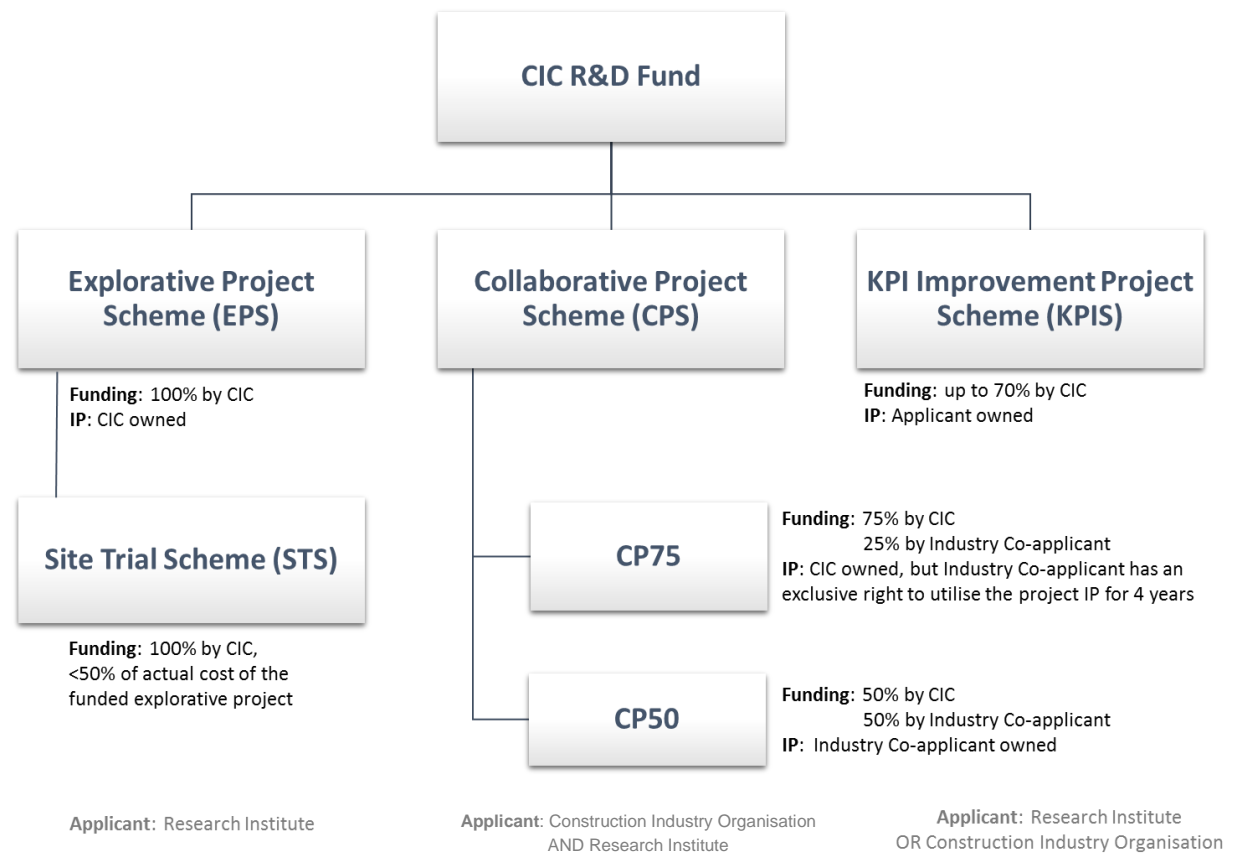 CIC R&D Fund
Explorative Project
Scheme (EPS)
Funding: 100% by CIC
IP: CIC owned
Site Trial Scheme (STS)
Funding: 100% by CIC,
<50% of actual cost of the
funded explorative project
Applicant: Research Institute
Collaborative Project
Scheme (CPS)
CP75
Funding: 75% by CIC
25% by Industry Co-applicant
IP: CIC owned, but Industry Co-applicant has an
exclusive right to utilise the project IP for 4 years
CP50
Funding: 50% by CIC
50% by Industry Co-applicant
IP: Industry Co-applicant owned
Applicant: Construction Industry Organisation
AND Research Institute
KPI Improvement Project
Scheme (KPIS)
Funding: up to 70% by CIC
IP: Applicant owned
Applicant: Research Institute
OR Construction Industry Organisation